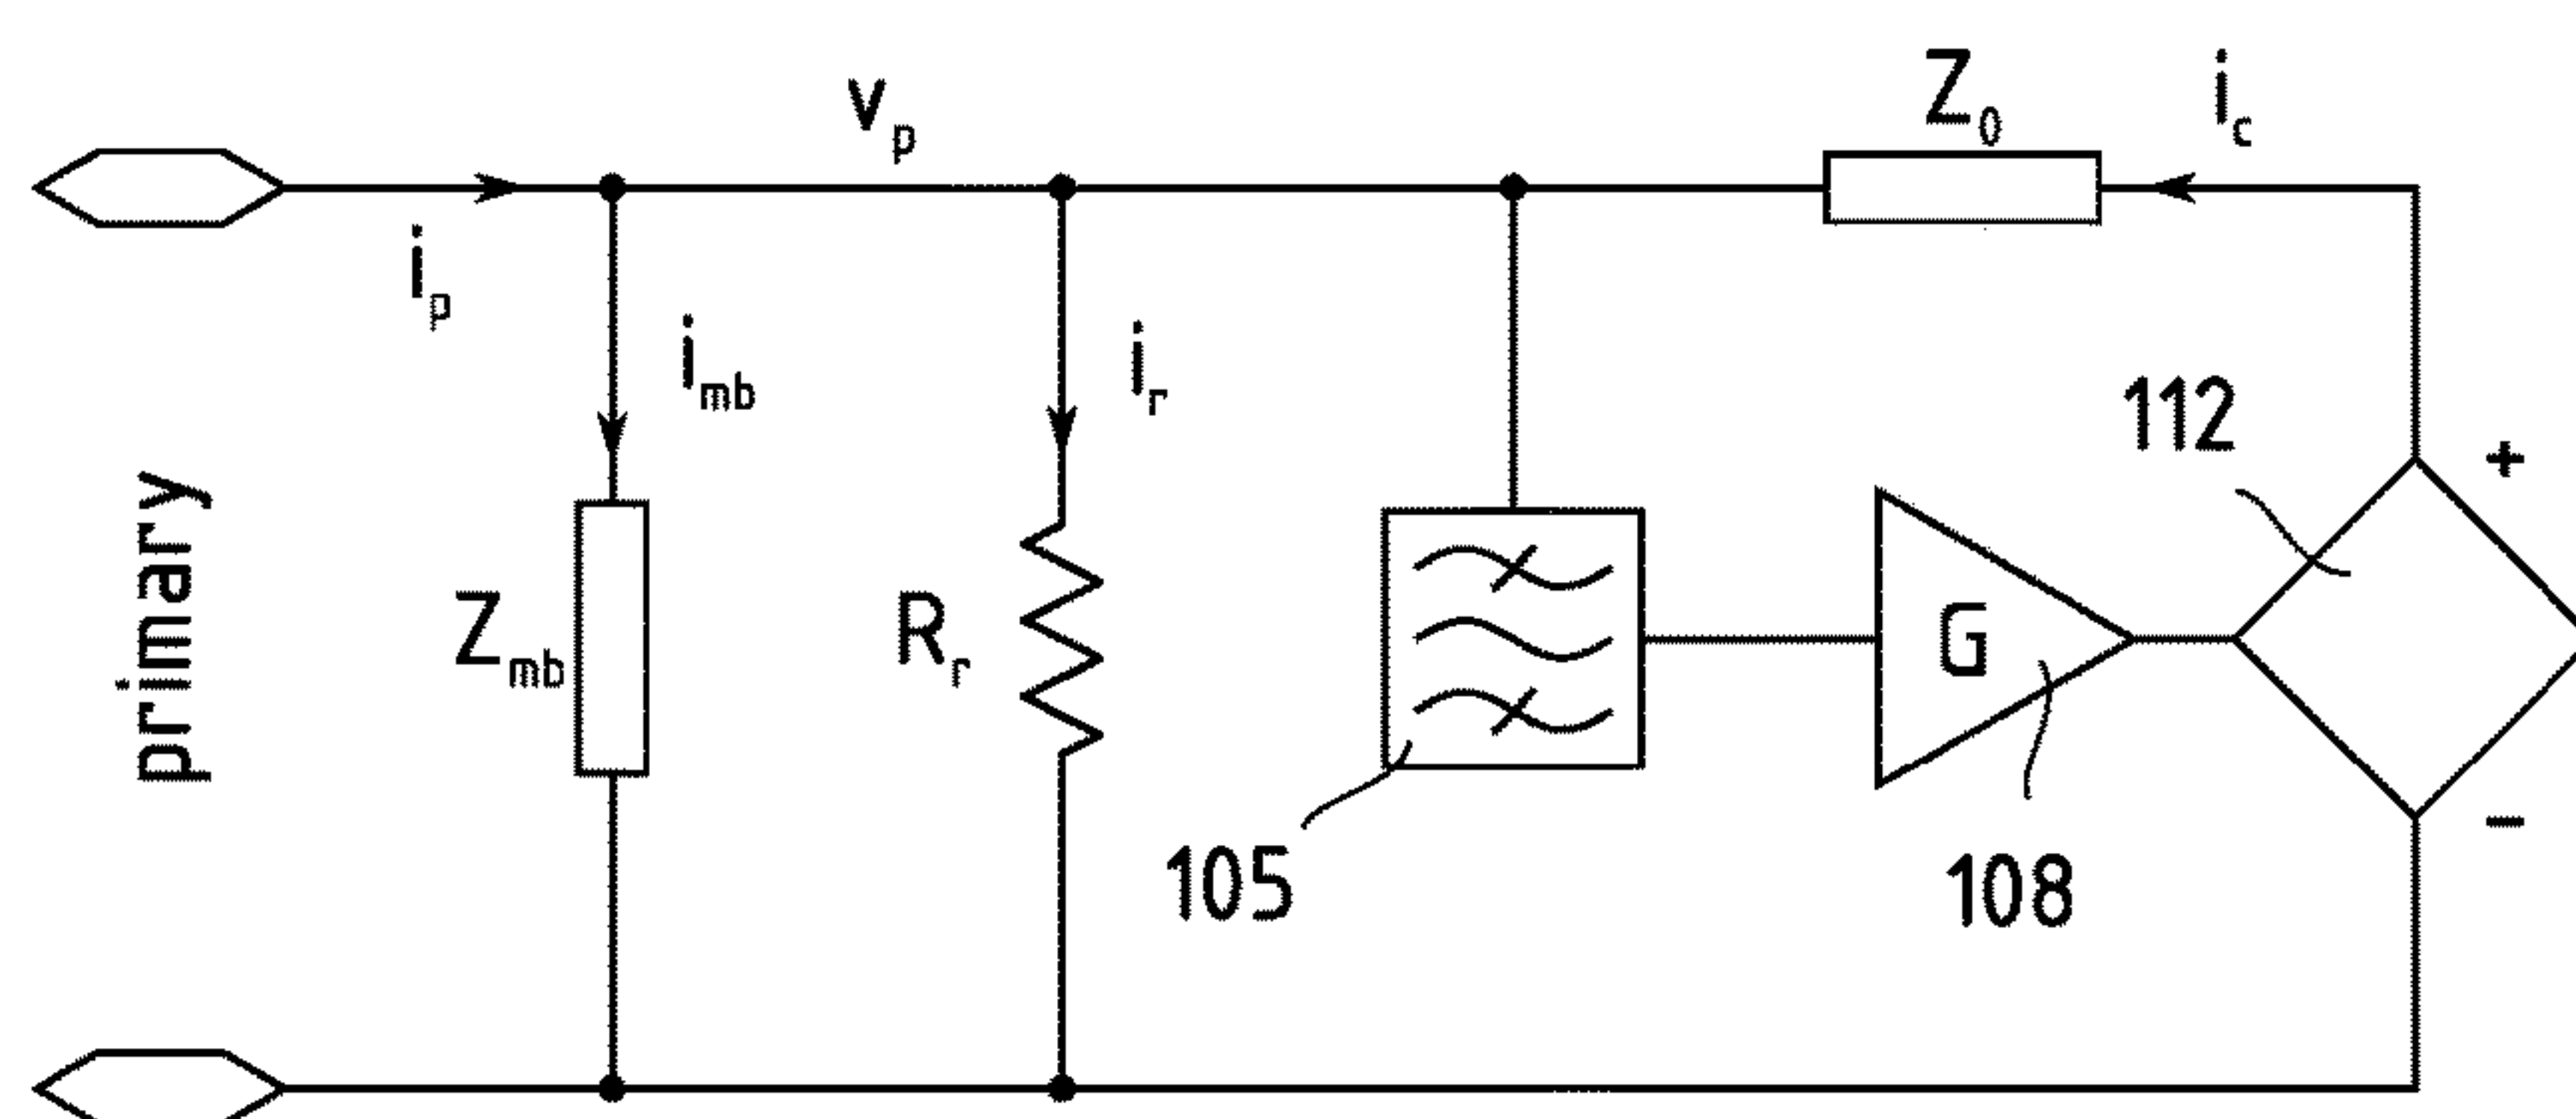 v_p
Z_0
i_c
i_p
i_mb
i_r
112
+
primary
Z_mb
R_r
G
−
105
108